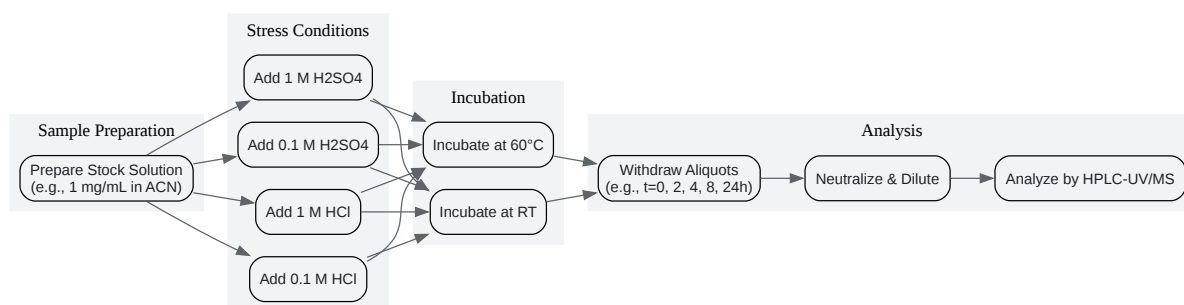 Sample Preparation
Prepare Stock Solution
(e.g., 1 mg/mL in ACN)
Stress Conditions
Add 1 M H2SO4
Add 0.1 M H2SO4
Add 1 M HCl
Add 0.1 M HCl
Incubation
Incubate at 60°C
Incubate at RT
Analysis
Withdraw Aliquots
(e.g., t=0, 2, 4, 8, 24h)
Neutralize & Dilute
Analyze by HPLC-UV/MS